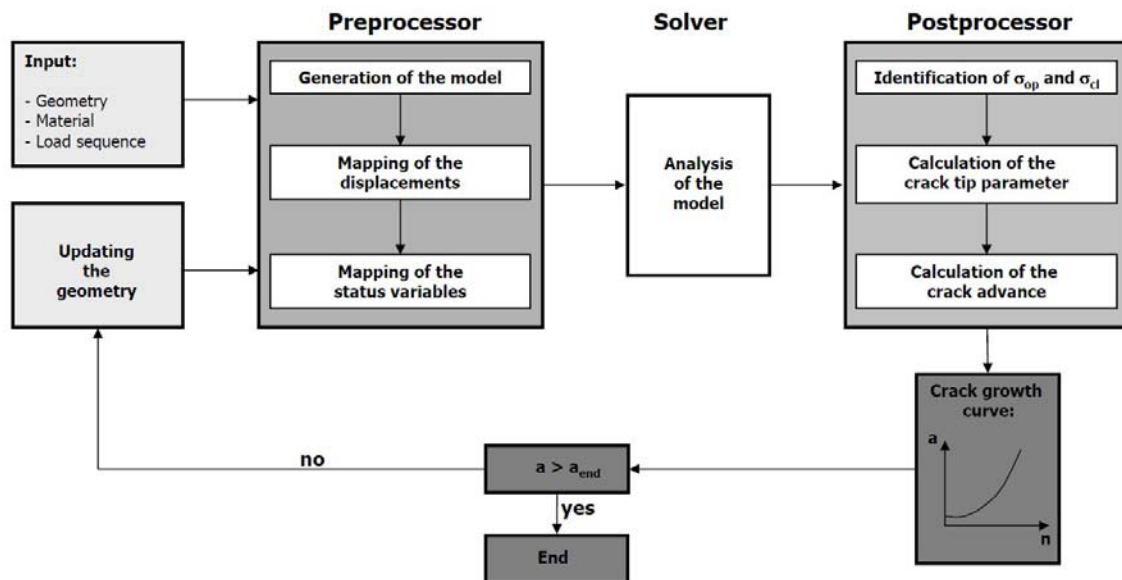 Preprocessor
Solver
Postprocessor
Input:
- Geometry
- Material
- Load sequence
Updating
the
geometry
Generation of the model
Mapping of the
displacements
Mapping of the
status variables
Analysis
of the
model
Identification of σop and σcl
Calculation of the
crack tip parameter
Calculation of the
crack advance
Crack growth
curve:
a
n
a > aend
no
yes
End